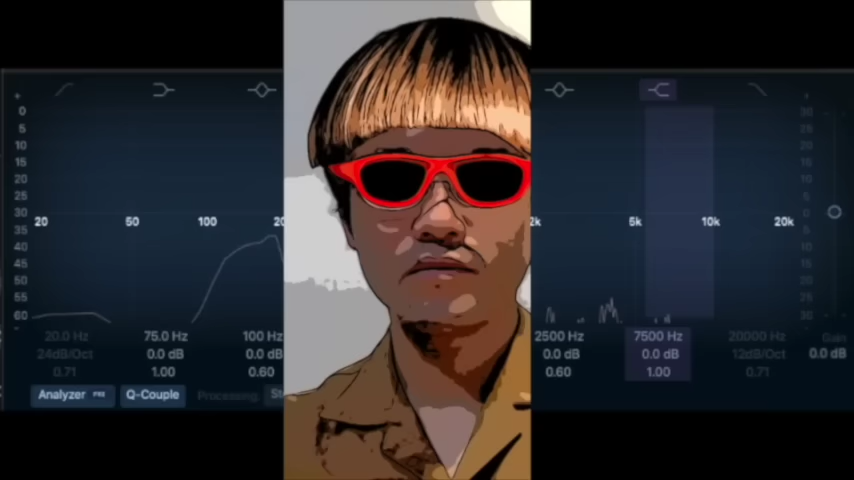 0
5
10
15
20
25
30
35
40
45
50
55
60
20 50 100 20
2k 5k 10k 20k
30
20.0 Hz 75.0 Hz 100 Hz
24dB/Oct 0.0 dB 0.0 dB
0.71 1.00 0.60
2500 Hz 7500 Hz 20000 Hz Gain
0.0 dB 0.0 dB 12dB/Oct 0.0 dB
0.60 1.00 0.71
Analyzer Q-Couple Processing: